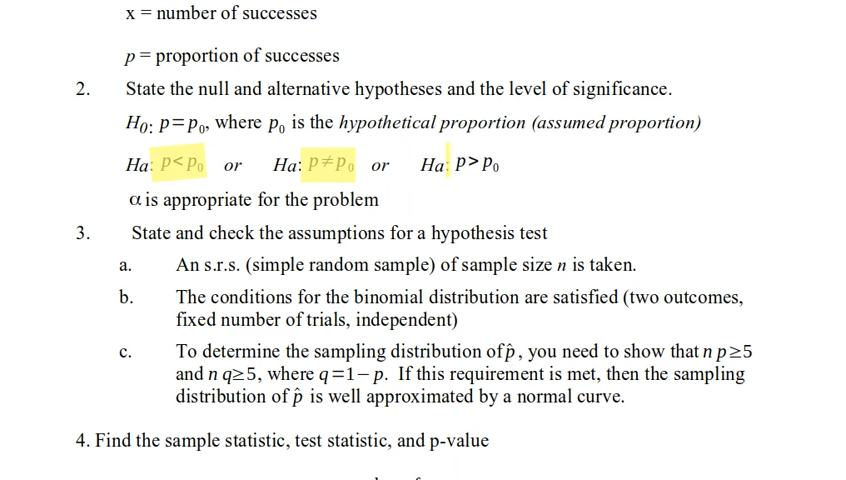 x = number of successes
p = proportion of successes
2. State the null and alternative hypotheses and the level of significance.
H₀: p=p₀, where p₀ is the hypothetical proportion (assumed proportion)
Ha: p<p₀ or Ha: p≠p₀ or Ha: p>p₀
α is appropriate for the problem
3. State and check the assumptions for a hypothesis test
a. An s.r.s. (simple random sample) of sample size n is taken.
b. The conditions for the binomial distribution are satisfied (two outcomes,
fixed number of trials, independent)
c. To determine the sampling distribution of p̂, you need to show that n p≥5
and n q≥5, where q=1−p. If this requirement is met, then the sampling
distribution of p̂ is well approximated by a normal curve.
4. Find the sample statistic, test statistic, and p-value